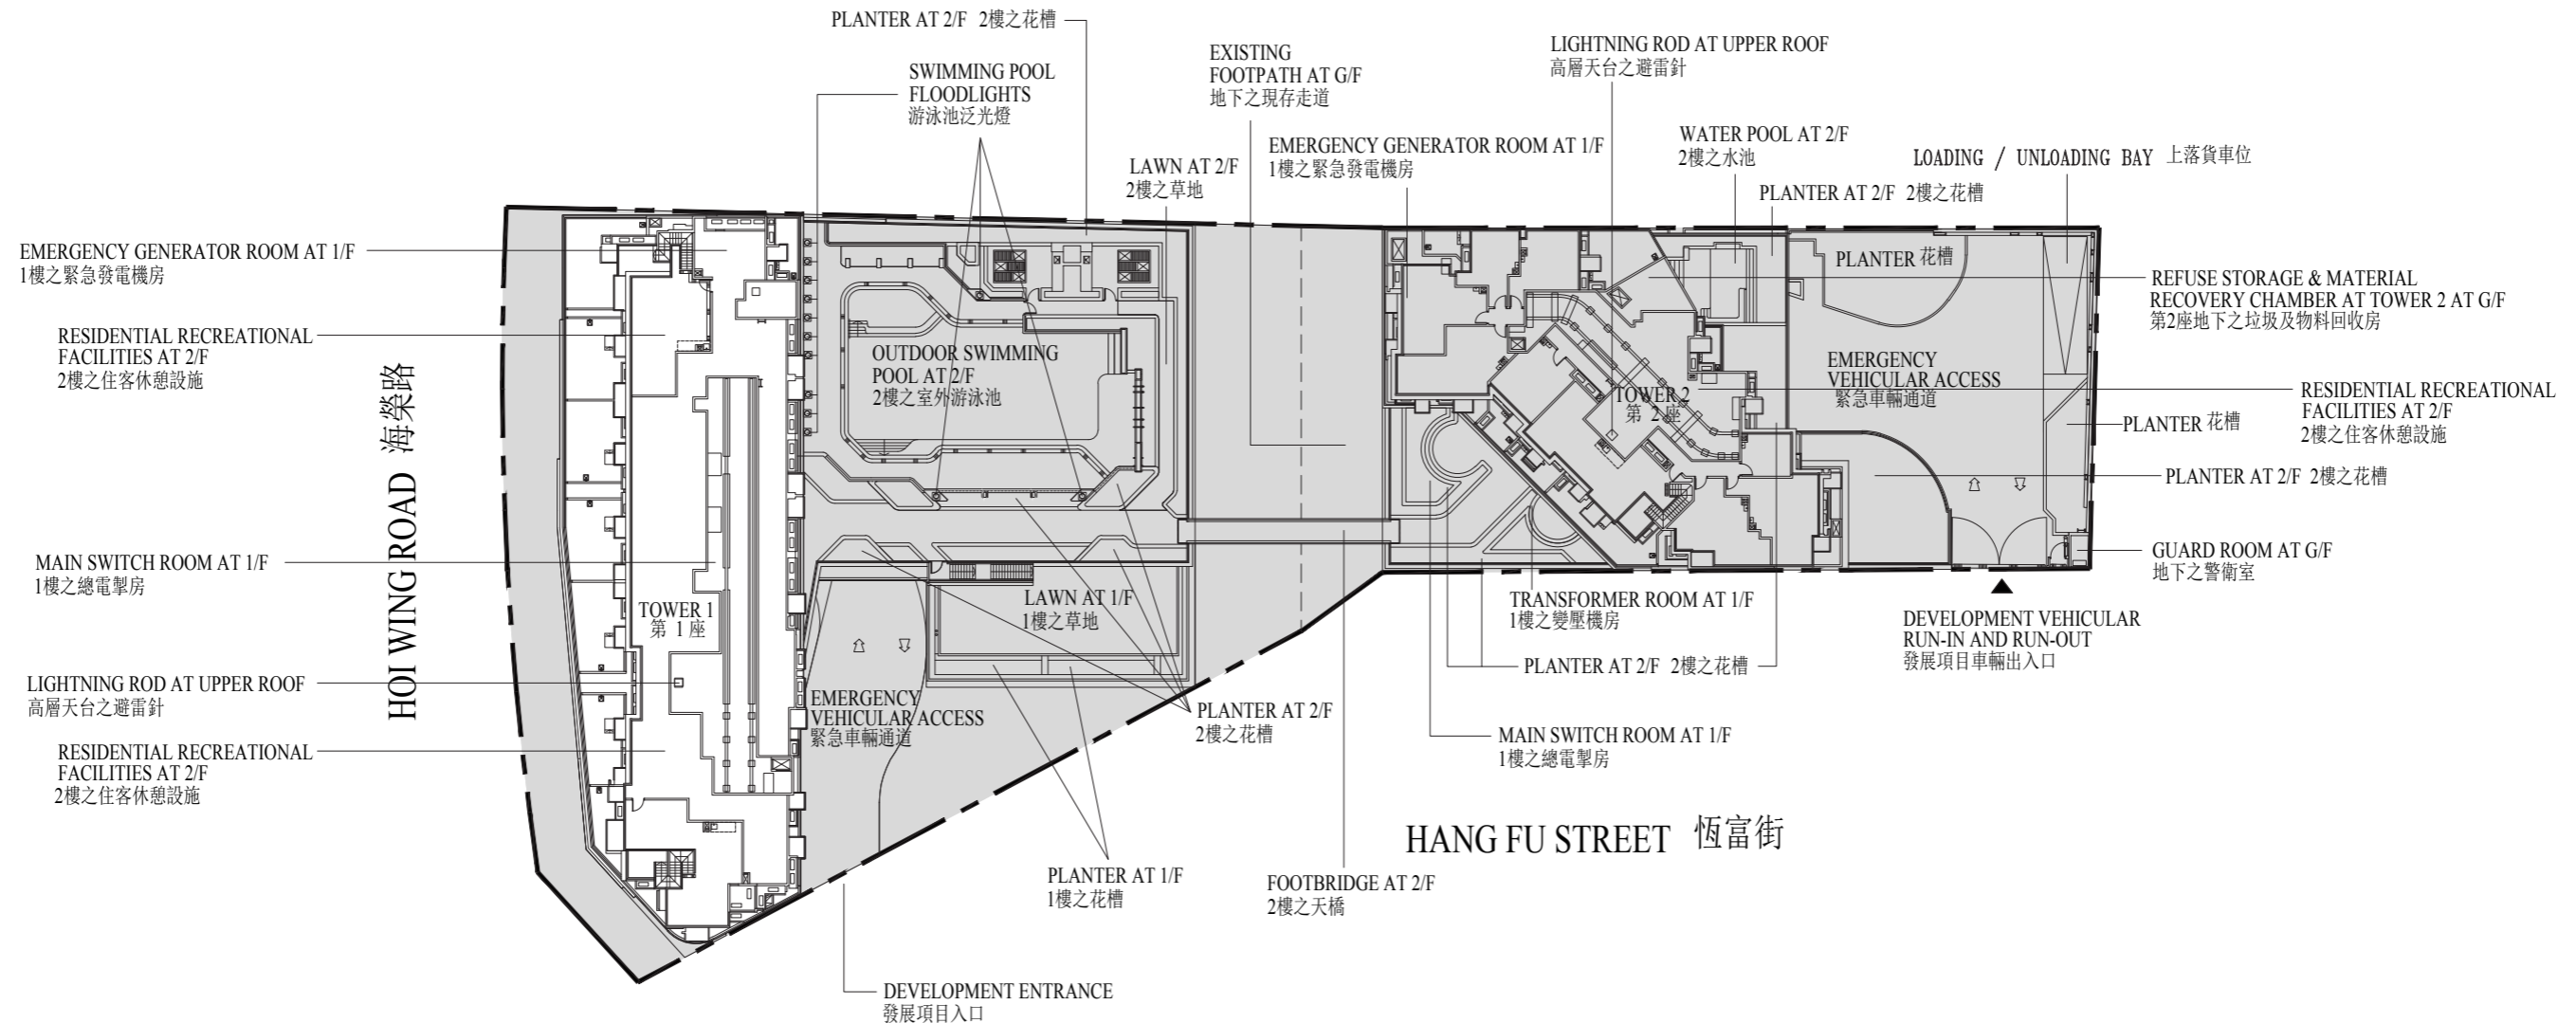 PLANTER AT 2/F 2樓之花槽
SWIMMING POOL
FLOODLIGHTS
游泳池泛光燈
EXISTING
FOOTPATH AT G/F
地下之現存走道
LIGHTNING ROD AT UPPER ROOF
高層天台之避雷針
LAWN AT 2/F
2樓之草地
EMERGENCY GENERATOR ROOM AT 1/F
1樓之緊急發電機房
WATER POOL AT 2/F
2樓之水池
LOADING / UNLOADING BAY 上落貨車位
PLANTER AT 2/F 2樓之花槽
EMERGENCY GENERATOR ROOM AT 1/F
1樓之緊急發電機房
RESIDENTIAL RECREATIONAL
FACILITIES AT 2/F
2樓之住客休憩設施
HOI WING ROAD 海榮路
MAIN SWITCH ROOM AT 1/F
1樓之總電掣房
LIGHTNING ROD AT UPPER ROOF
高層天台之避雷針
RESIDENTIAL RECREATIONAL
FACILITIES AT 2/F
2樓之住客休憩設施
TOWER 1
第 1 座
OUTDOOR SWIMMING
POOL AT 2/F
2樓之室外游泳池
LAWN AT 1/F
1樓之草地
EMERGENCY
VEHICULAR ACCESS
緊急車輛通道
PLANTER AT 2/F
2樓之花槽
PLANTER AT 1/F
1樓之花槽
DEVELOPMENT ENTRANCE
發展項目入口
FOOTBRIDGE AT 2/F
2樓之天橋
TOWER 2
第 2 座
PLANTER 花槽
EMERGENCY
VEHICULAR ACCESS
緊急車輛通道
REFUSE STORAGE & MATERIAL
RECOVERY CHAMBER AT TOWER 2 AT G/F
第2座地下之垃圾及物料回收房
RESIDENTIAL RECREATIONAL
FACILITIES AT 2/F
2樓之住客休憩設施
PLANTER 花槽
PLANTER AT 2/F 2樓之花槽
GUARD ROOM AT G/F
地下之警衛室
DEVELOPMENT VEHICULAR
RUN-IN AND RUN-OUT
發展項目車輛出入口
TRANSFORMER ROOM AT 1/F
1樓之變壓機房
PLANTER AT 2/F 2樓之花槽
MAIN SWITCH ROOM AT 1/F
1樓之總電掣房
HANG FU STREET 恆富街